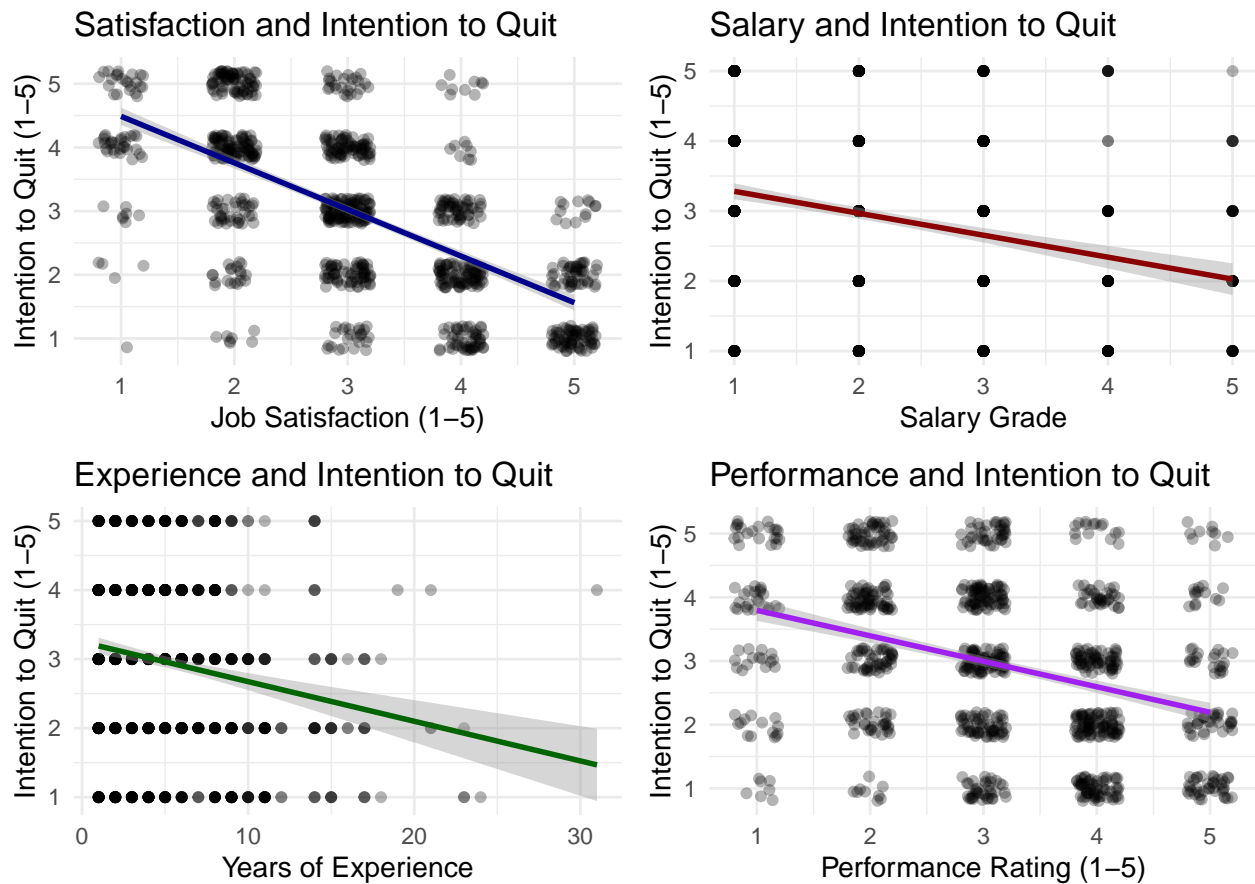 Satisfaction and Intention to Quit
Intention to Quit (1−5)
5
4
3
2
1
1 2 3 4 5
Job Satisfaction (1−5)
Salary and Intention to Quit
Intention to Quit (1−5)
5
4
3
2
1
1 2 3 4 5
Salary Grade
Experience and Intention to Quit
Intention to Quit (1−5)
5
4
3
2
1
0 10 20 30
Years of Experience
Performance and Intention to Quit
Intention to Quit (1−5)
5
4
3
2
1
1 2 3 4 5
Performance Rating (1−5)